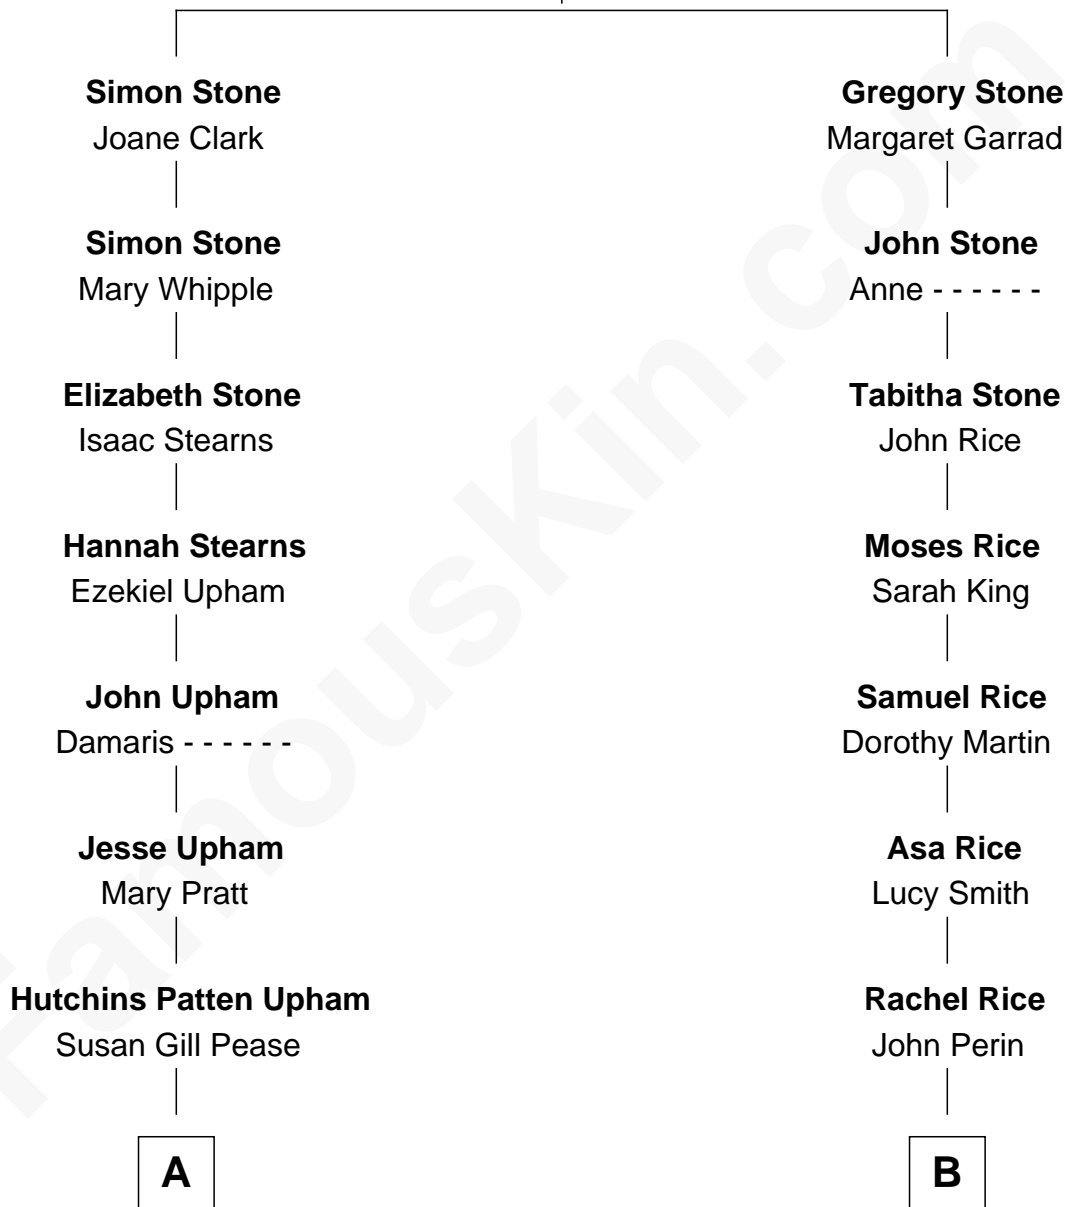 Simon Stone
Joane Clark
Simon Stone
Mary Whipple
Elizabeth Stone
Isaac Stearns
Hannah Stearns
Ezekiel Upham
John Upham
Damaris - - - - - -
Jesse Upham
Mary Pratt
Hutchins Patten Upham
Susan Gill Pease
A
Gregory Stone
Margaret Garrad
John Stone
Anne - - - - - -
Tabitha Stone
John Rice
Moses Rice
Sarah King
Samuel Rice
Dorothy Martin
Asa Rice
Lucy Smith
Rachel Rice
John Perin
B
FamousKin.com